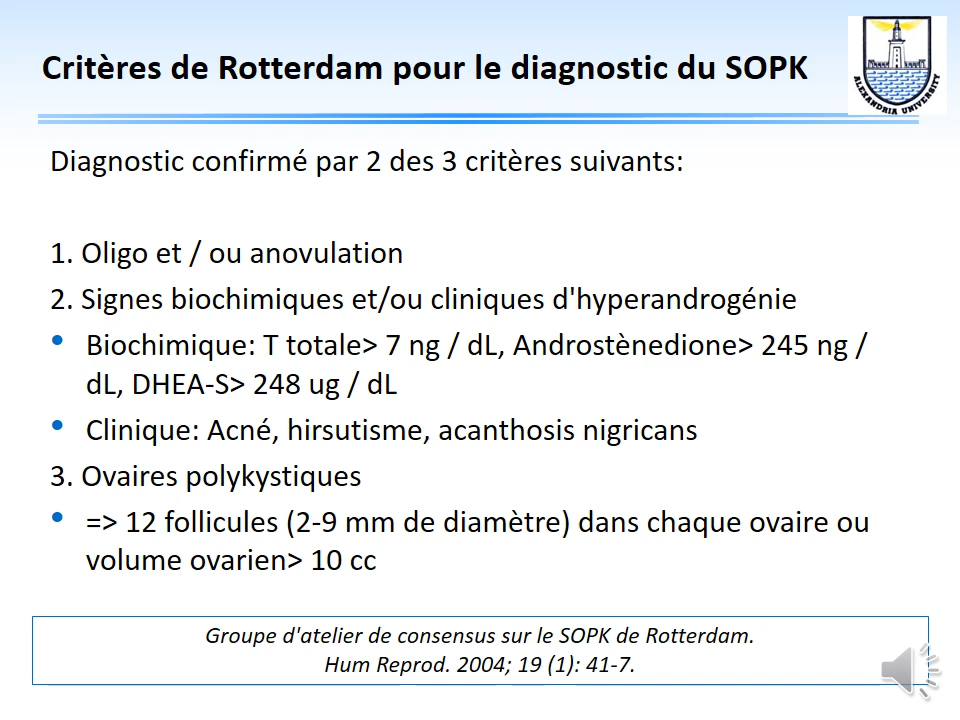 Critères de Rotterdam pour le diagnostic du SOPK
ALEXANDRIA UNIVERSITY
Diagnostic confirmé par 2 des 3 critères suivants:
1. Oligo et / ou anovulation
2. Signes biochimiques et/ou cliniques d'hyperandrogénie
• Biochimique: T totale> 7 ng / dL, Androstènedione> 245 ng /
dL, DHEA-S> 248 ug / dL
• Clinique: Acné, hirsutisme, acanthosis nigricans
3. Ovaires polykystiques
• => 12 follicules (2-9 mm de diamètre) dans chaque ovaire ou
volume ovarien> 10 cc
Groupe d'atelier de consensus sur le SOPK de Rotterdam.
Hum Reprod. 2004; 19 (1): 41-7.